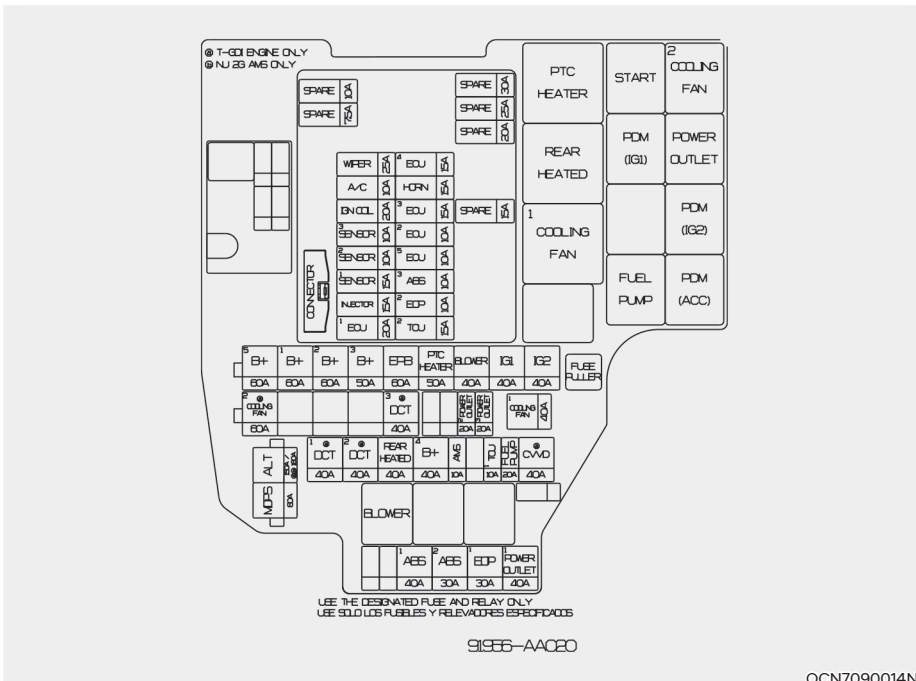 ⓐ T-GDI ENGINE ONLY
ⓑ NU 2G AMS ONLY
SPARE 10A
SPARE 7.5A
SPARE 30A
SPARE 25A
SPARE 20A
PTC HEATER
START
2 COOLING FAN
REAR HEATED
PDM (IG1)
POWER OUTLET
WIPER 25A
4 ECU 15A
A/C 10A
HORN 15A
IGN COIL 20A
3 ECU 15A
SPARE 15A
3 SENSOR 10A
2 ECU 10A
2 SENSOR 10A
5 ECU 10A
1 SENSOR 15A
3 ABS 10A
INJECTOR 15A
2 EOP 10A
1 ECU 20A
2 TCU 15A
CONNECTOR
1 COOLING FAN
PDM (IG2)
FUEL PUMP
PDM (ACC)
5 B+ 60A
1 B+ 60A
2 B+ 60A
3 B+ 50A
EPB 60A
PTC HEATER 50A
BLOWER 40A
IG1 40A
IG2 40A
FUSE PULLER
2 COOLING FAN 60A
3 DCT 40A
2 POWER OUTLET 20A
3 POWER OUTLET 20A
1 COOLING FAN 40A
ALT
MDPS 80A
1 DCT 40A
2 DCT 40A
REAR HEATED 40A
4 B+ 40A
AMS 10A
1 TCU 10A
FUEL PUMP 20A
CVVD 40A
BLOWER
1 ABS 40A
2 ABS 30A
1 EOP 30A
1 POWER OUTLET 40A
USE THE DESIGNATED FUSE AND RELAY ONLY
USE SOLO LOS FUSIBLES Y RELEVADORES ESPECIFICADOS
91956-AA020
OCN7090014N